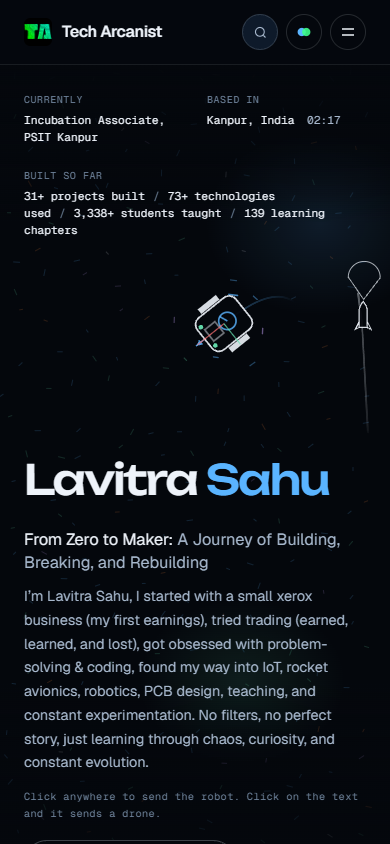 TA Tech Arcanist
CURRENTLY
Incubation Associate,
PSIT Kanpur
BASED IN
Kanpur, India 02:17
BUILT SO FAR
31+ projects built / 73+ technologies
used / 3,338+ students taught / 139 learning
chapters
Lavitra Sahu
From Zero to Maker: A Journey of Building,
Breaking, and Rebuilding
I'm Lavitra Sahu, I started with a small xerox
business (my first earnings), tried trading (earned,
learned, and lost), got obsessed with problem-
solving & coding, found my way into IoT, rocket
avionics, robotics, PCB design, teaching, and
constant experimentation. No filters, no perfect
story, just learning through chaos, curiosity, and
constant evolution.
Click anywhere to send the robot. Click on the text
and it sends a drone.